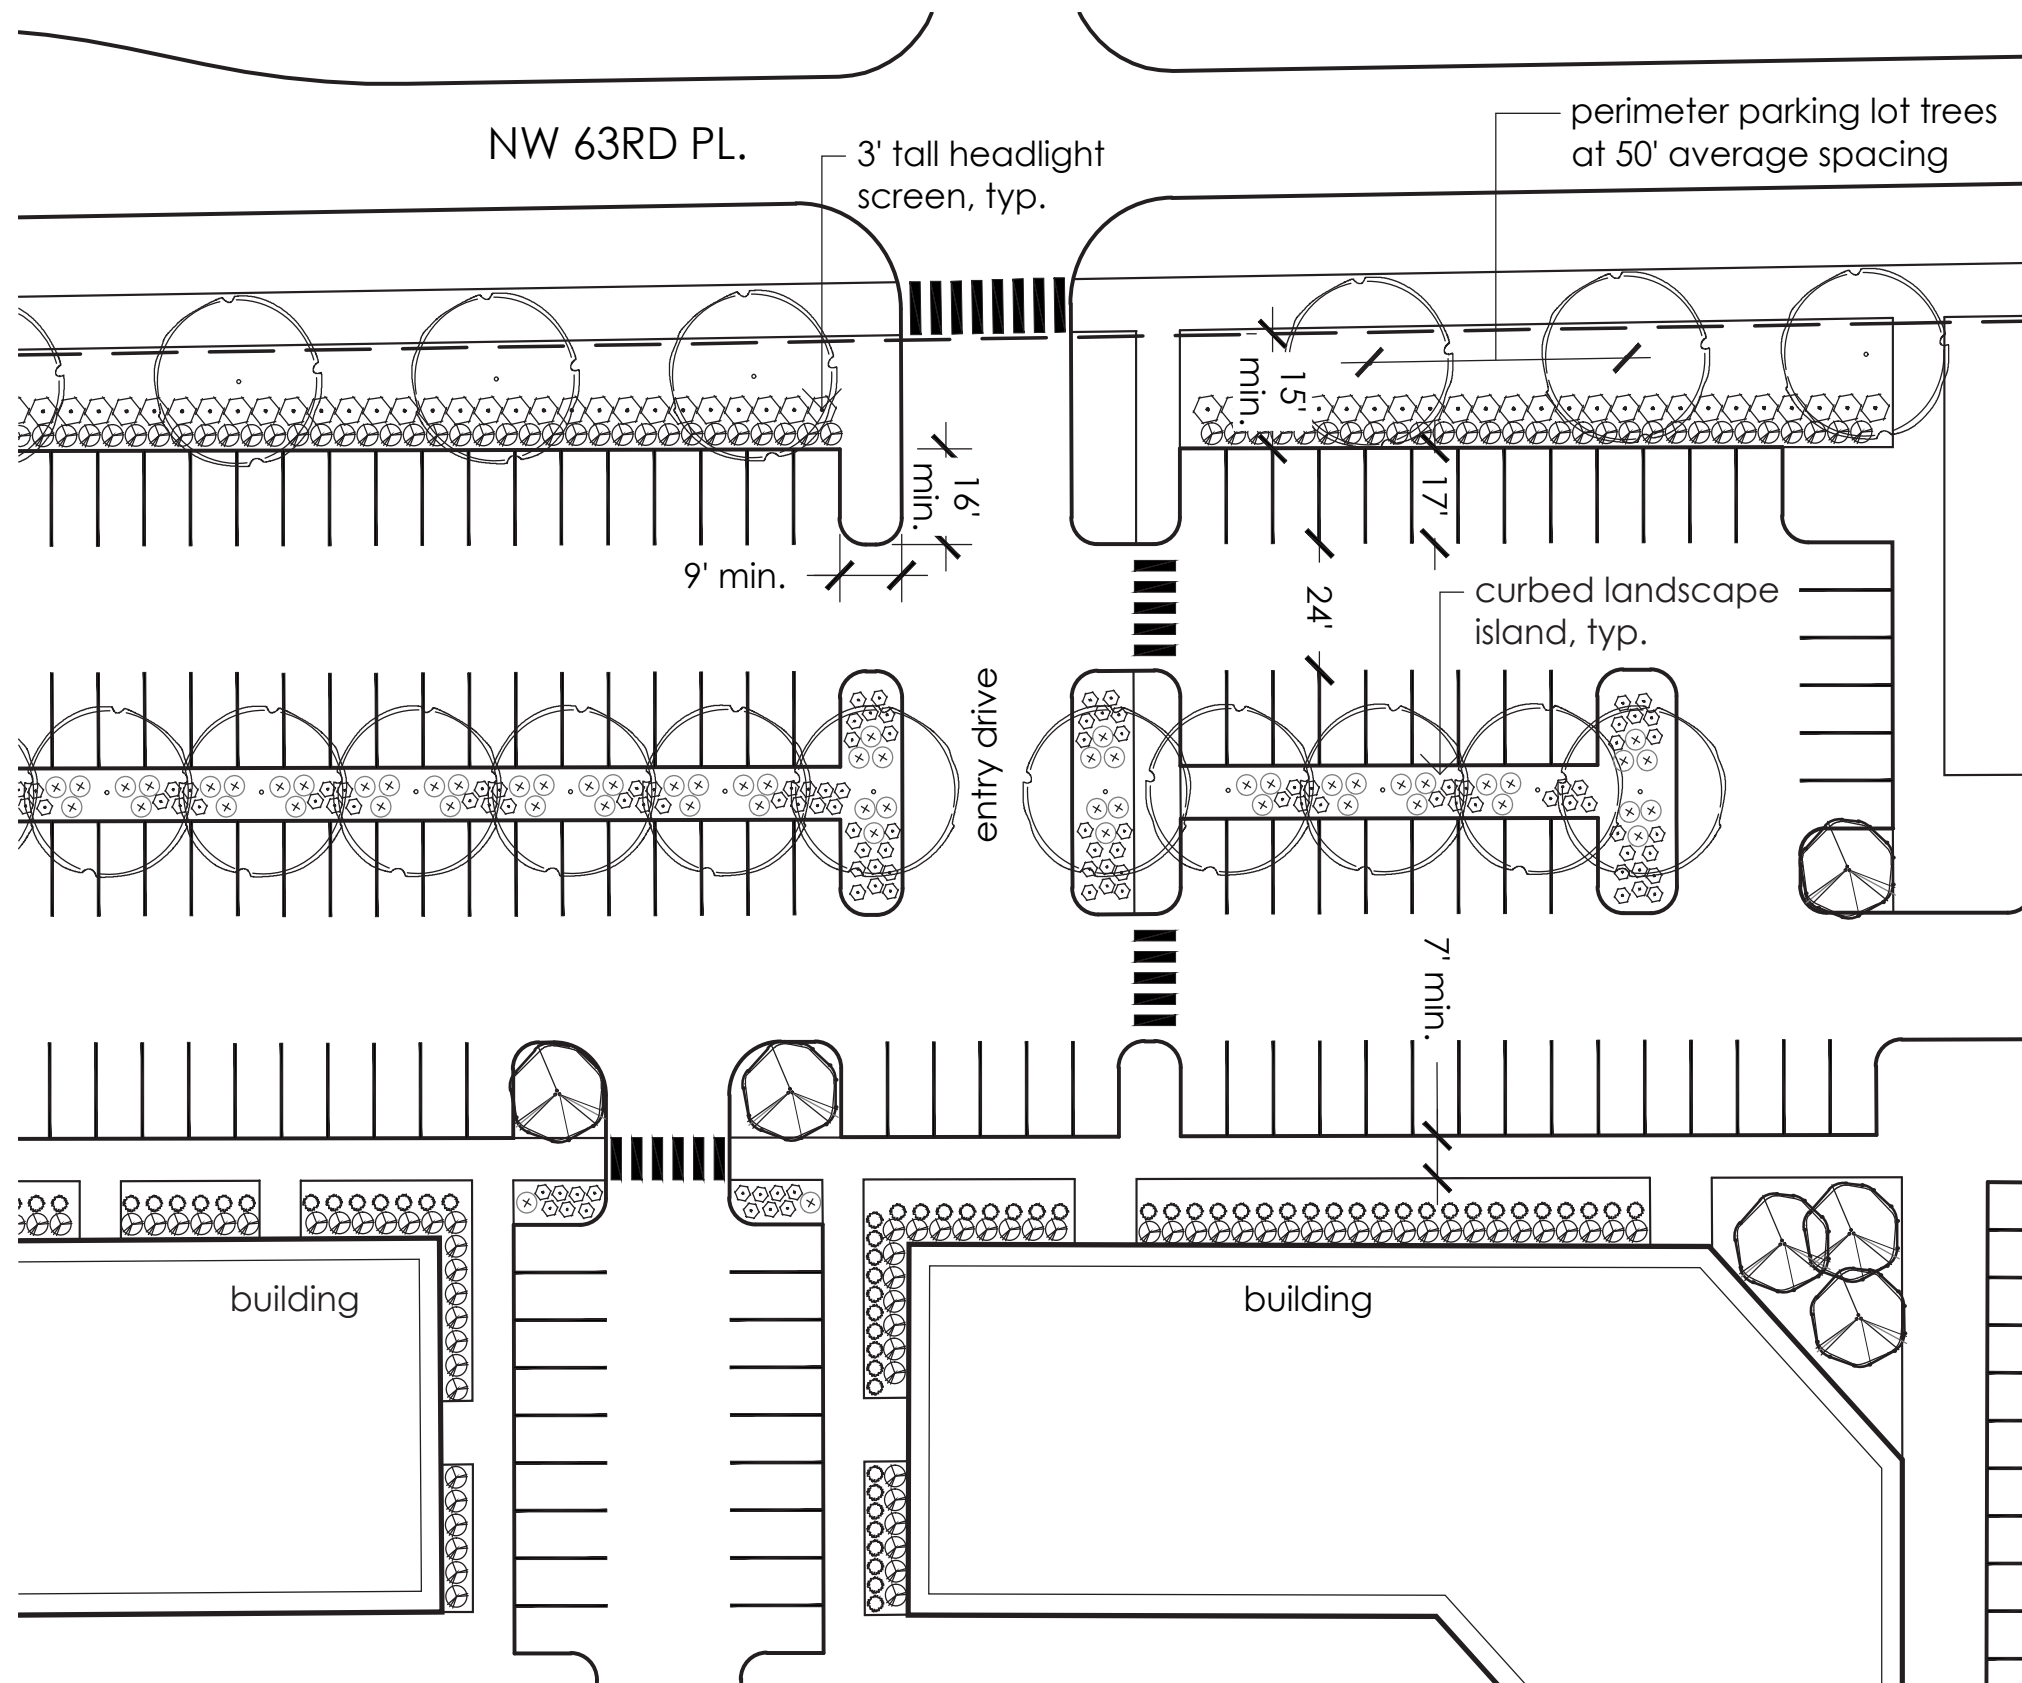 perimeter parking lot trees
at 50' average spacing
NW 63RD PL.
3' tall headlight
screen, typ.
15'
min.
16'
min.
17'
9' min.
24'
curbed landscape
island, typ.
entry drive
7' min.
building
building